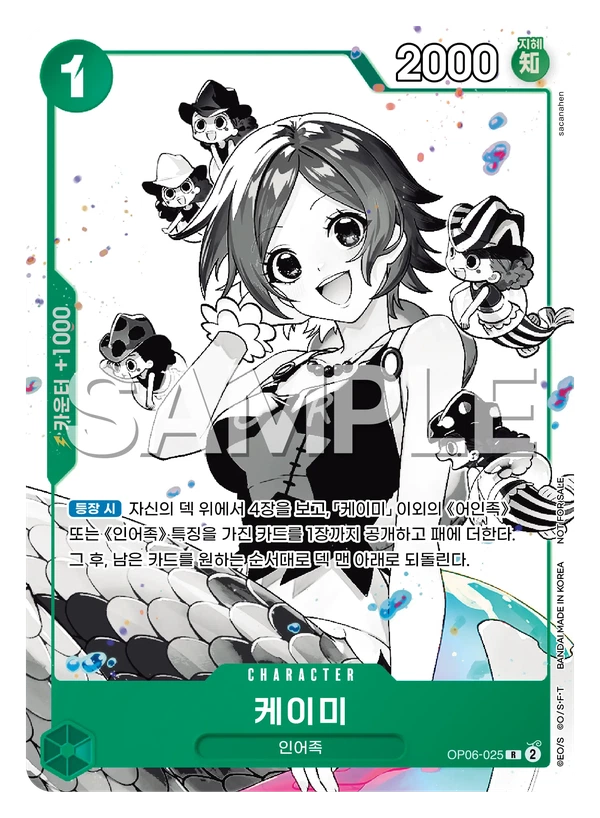 1
2000
지혜
知
sacanahen
카운터 +1000
SAMPLE
등장 시 자신의 덱 위에서 4장을 보고, 「케이미」 이외의 《어인족》
또는 《인어족》 특징을 가진 카드를 1장까지 공개하고 패에 더한다.
그 후, 남은 카드를 원하는 순서대로 덱 맨 아래로 되돌린다.
NOT FOR SALE
BANDAI MADE IN KOREA
©E.O/S ©O/S·F·T
CHARACTER
케이미
인어족
OP06-025 R 2